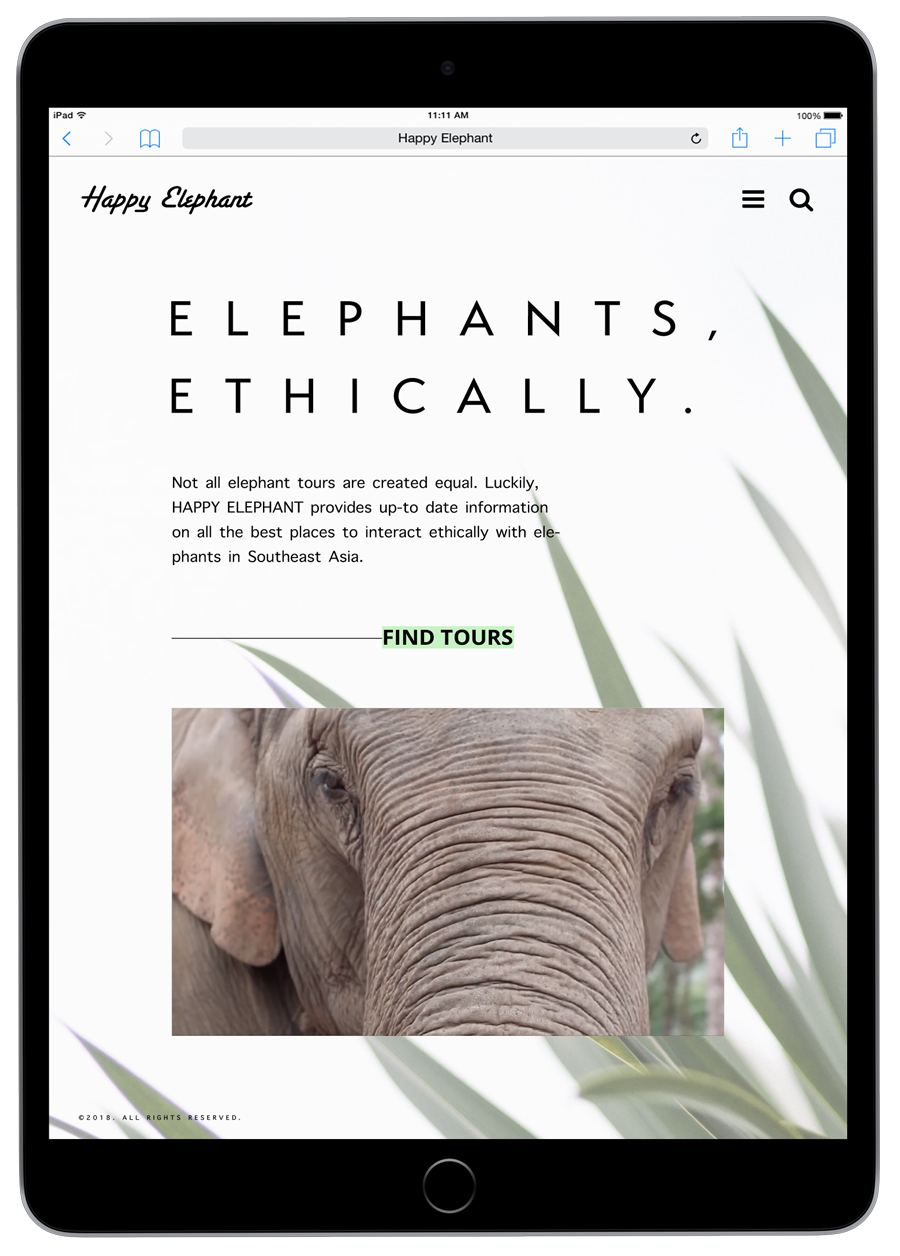 iPad 11:11 AM 100%
Happy Elephant
Happy Elephant
ELEPHANTS,
ETHICALLY.
Not all elephant tours are created equal. Luckily,
HAPPY ELEPHANT provides up-to date information
on all the best places to interact ethically with ele-
phants in Southeast Asia.
FIND TOURS
©2018. ALL RIGHTS RESERVED.